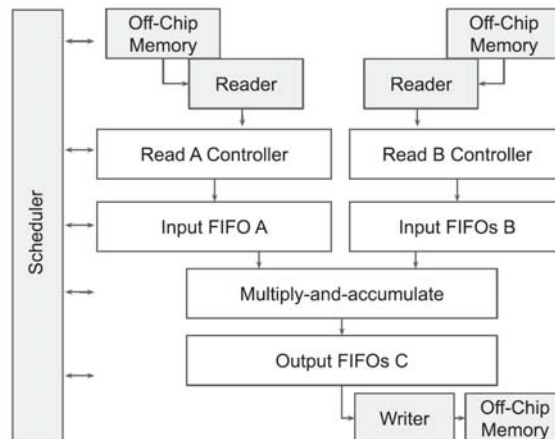 Off-Chip
Memory
Off-Chip
Memory
Reader
Reader
Scheduler
Read A Controller
Read B Controller
Input FIFO A
Input FIFOs B
Multiply-and-accumulate
Output FIFOs C
Writer
Off-Chip
Memory